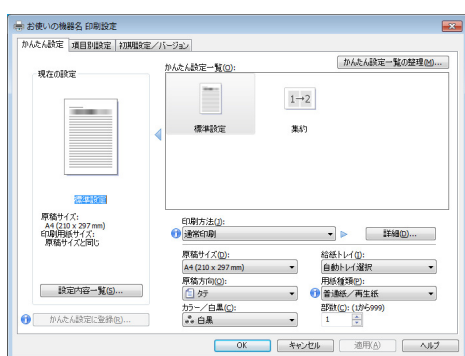 お使いの機器名 印刷設定
かんたん設定 項目別設定 初期設定/バージョン
現在の設定
標準設定
原稿サイズ:
A4 (210 x 297 mm)
印刷用紙サイズ:
原稿サイズと同じ
設定内容一覧(S)...
かんたん設定に登録(R)...
かんたん設定一覧(O):
かんたん設定一覧の整理(M)...
標準設定
1→2
集約
印刷方法(J):
通常印刷
詳細(D)...
原稿サイズ(D):
A4 (210 x 297 mm)
原稿方向(O):
タテ
カラー/白黒(C):
白黒
給紙トレイ(I):
自動トレイ選択
用紙種類(P):
普通紙/再生紙
部数(C): (1から999)
1
OK キャンセル 適用(A) ヘルプ